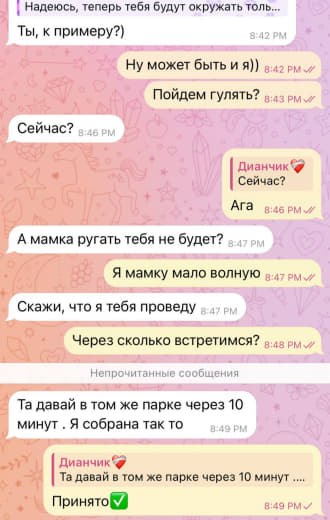 Надеюсь, теперь тебя будут окружать толь...
Ты, к примеру?)
8:42 PM
Ну может быть и я))
8:42 PM
Пойдем гулять?
8:43 PM
Сейчас?
8:46 PM
Дианчик❤️‍🩹
Сейчас?
Ага
8:46 PM
А мамка ругать тебя не будет?
8:47 PM
Я мамку мало волную
8:47 PM
Скажи, что я тебя проведу
8:47 PM
Через сколько встретимся?
8:48 PM
Непрочитанные сообщения
Та давай в том же парке через 10
минут . Я собрана так то
8:49 PM
Дианчик❤️‍🩹
Та давай в том же парке через 10 минут ....
Принято✅
8:49 PM